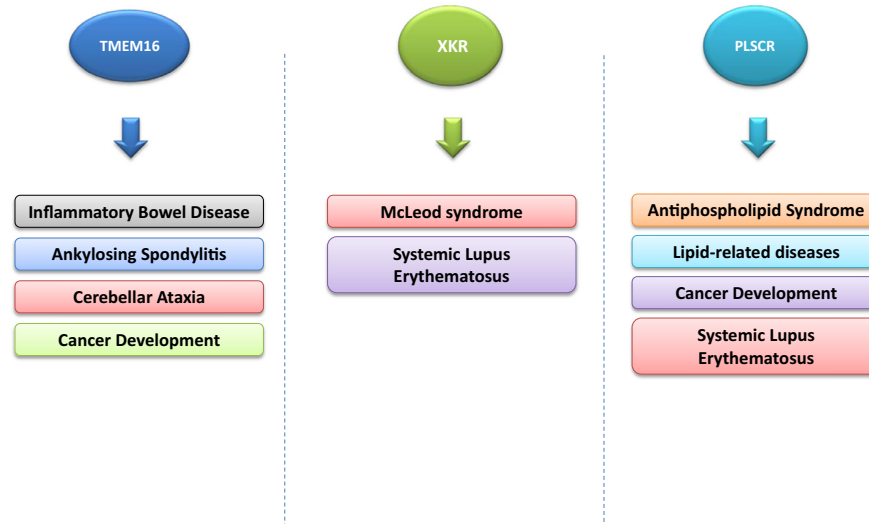 TMEM16
XKR
PLSCR
Inflammatory Bowel Disease
Ankylosing Spondylitis
Cerebellar Ataxia
Cancer Development
McLeod syndrome
Systemic Lupus
Erythematosus
Antiphospholipid Syndrome
Lipid-related diseases
Cancer Development
Systemic Lupus
Erythematosus